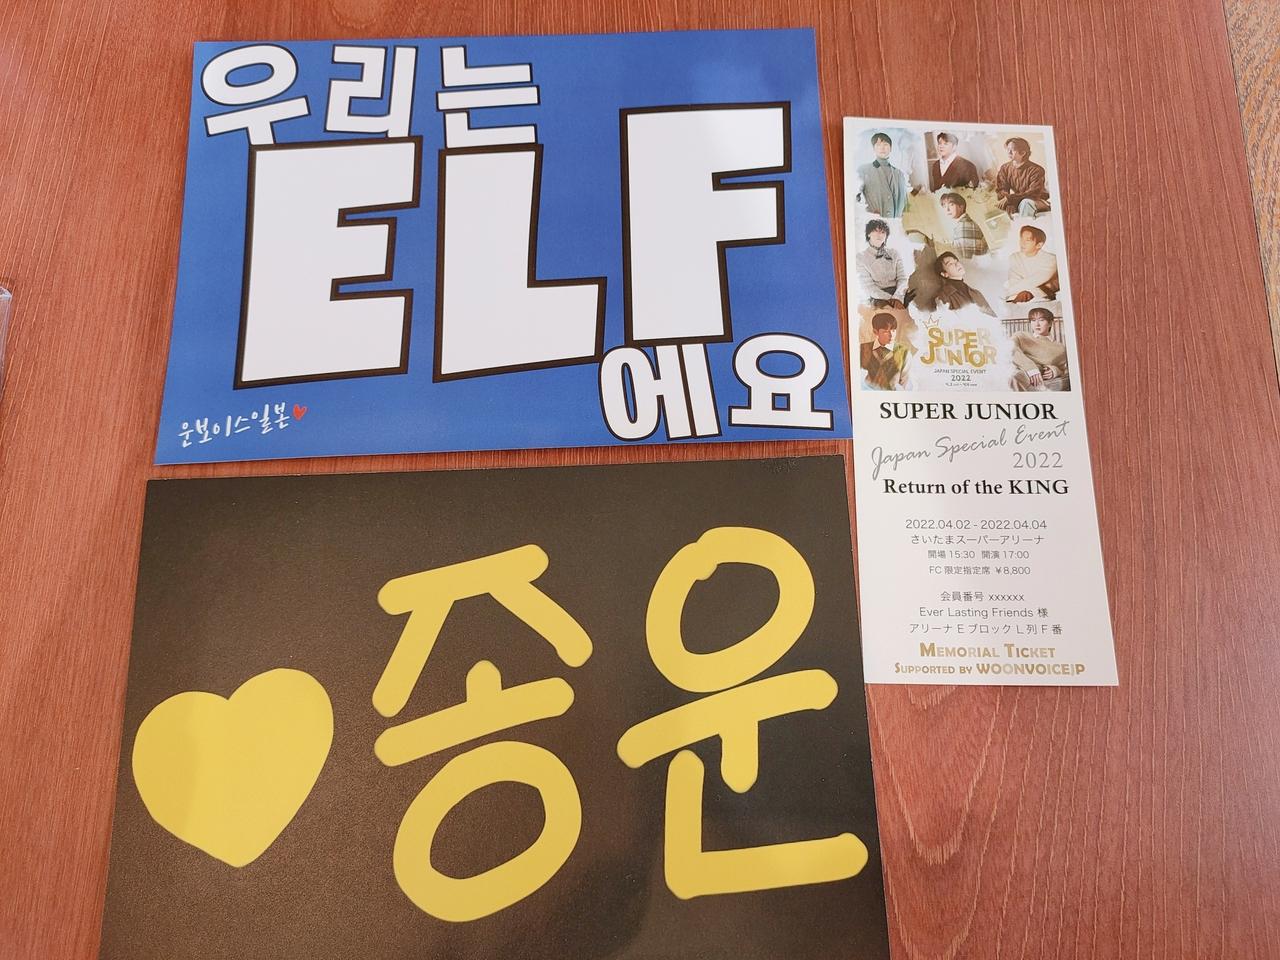 우리는
ELF
에요
운보이스일본
종운
SUPER
JUNIOR
JAPAN SPECIAL EVENT
2022
SUPER JUNIOR
Japan Special Event
2022
Return of the KING
2022.04.02 - 2022.04.04
さいたまスーパーアリーナ
開場 15:30 開演 17:00
FC 限定指定席 ¥8,800
会員番号 xxxxxx
Ever Lasting Friends 様
アリーナ E ブロック L 列 F 番
MEMORIAL TICKET
SUPPORTED BY WOONVOICEJP